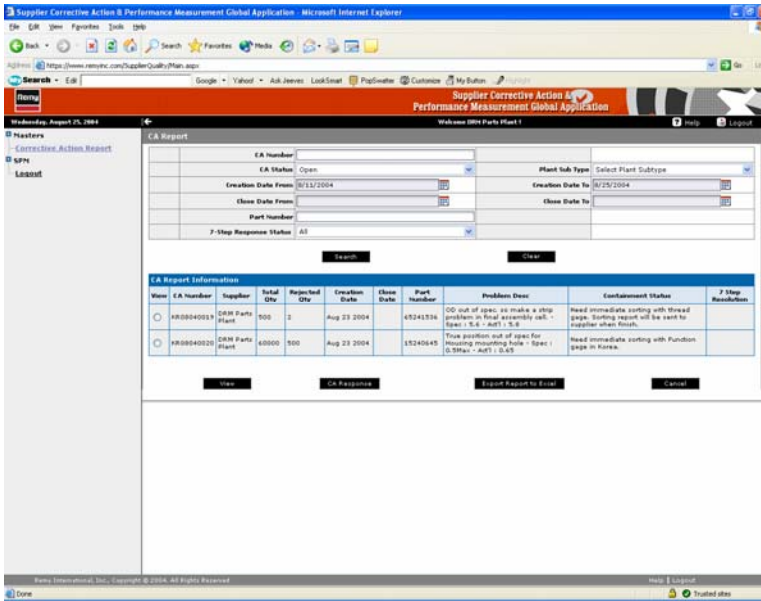 Supplier Corrective Action & Performance Measurement Global Application - Microsoft Internet Explorer
File Edit View Favorites Tools Help
Back Search Favorites Media
Address https://www.remyinc.com/SupplierQuality/Main.aspx Go
Search Edit Google Yahoo! Ask Jeeves LookSmart PopSwatter Customize My Button
Remy
Supplier Corrective Action &
Performance Measurement Global Application
Wednesday, August 25, 2004 Welcome DRM Parts Plant ! Help Logout
Masters
Corrective Action Report
SPM
Logout
CA Report
CA Number
CA Status Open Plant Sub Type Select Plant Subtype
Creation Date From 8/11/2004 Creation Date To 8/25/2004
Close Date From Close Date To
Part Number
7-Step Response Status All
Search Clear
CA Report Information
View CA Number Supplier Total Qty Rejected Qty Creation Date Close Date Part Number Problem Desc Containment Status 7 Step Resolution
KR08040019 DRM Parts Plant 500 2 Aug 23 2004 65241536 OD out of spec. so make a strip problem in final assembly cell. - Spec : 5.6 - Act'l : 5.8 Need immediate sorting with thread gage. Sorting report will be sent to supplier when finish.
KR08040020 DRM Parts Plant 60000 500 Aug 23 2004 15240645 True position out of spec for Housing mounting hole - Spec : 0.5Max - Act'l : 0.65 Need immediate sorting with Function gage in Korea.
View CA Response Export Report to Excel Cancel
Remy International, Inc., Copyright © 2004. All Rights Reserved Help | Logout
Done Trusted sites